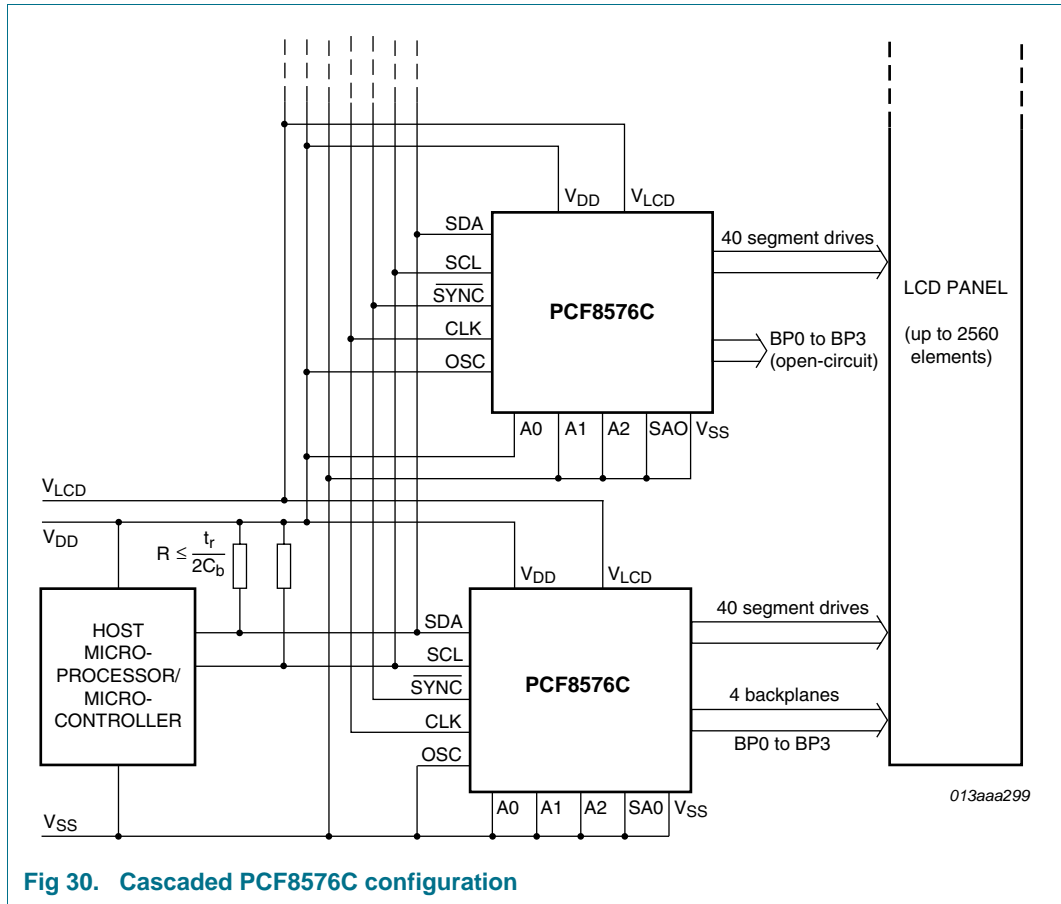 V_DD V_LCD
SDA
SCL
S̅Y̅N̅C̅
CLK
OSC
PCF8576C
A0 A1 A2 SAO V_SS
40 segment drives
BP0 to BP3
(open-circuit)
LCD PANEL
(up to 2560
elements)
V_LCD
V_DD
R ≤ t_r/2C_b
HOST
MICRO-
PROCESSOR/
MICRO-
CONTROLLER
V_SS
V_DD V_LCD
SDA
SCL
S̅Y̅N̅C̅
CLK
OSC
PCF8576C
A0 A1 A2 SA0 V_SS
40 segment drives
4 backplanes
BP0 to BP3
013aaa299
Fig 30. Cascaded PCF8576C configuration